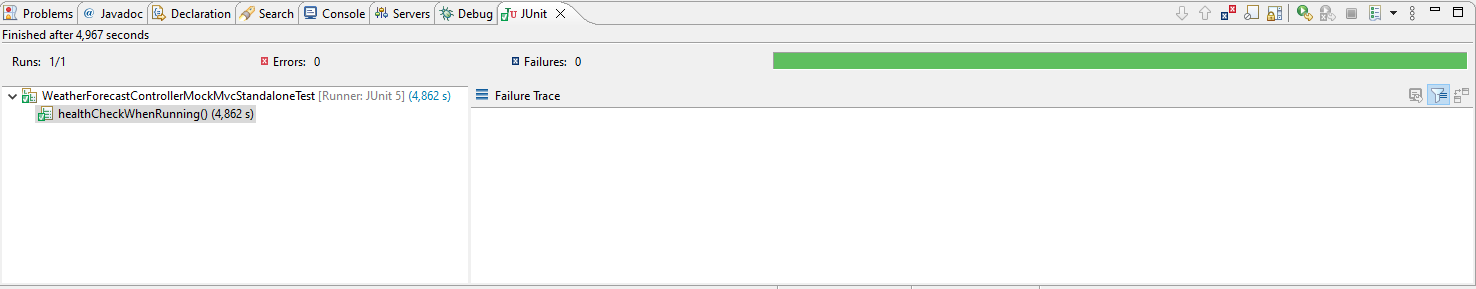 Problems @ Javadoc Declaration Search Console Servers Debug JUnit
Finished after 4,967 seconds
Runs: 1/1 Errors: 0 Failures: 0
WeatherForecastControllerMockMvcStandaloneTest [Runner: JUnit 5] (4,862 s)
healthCheckWhenRunning() (4,862 s)
Failure Trace